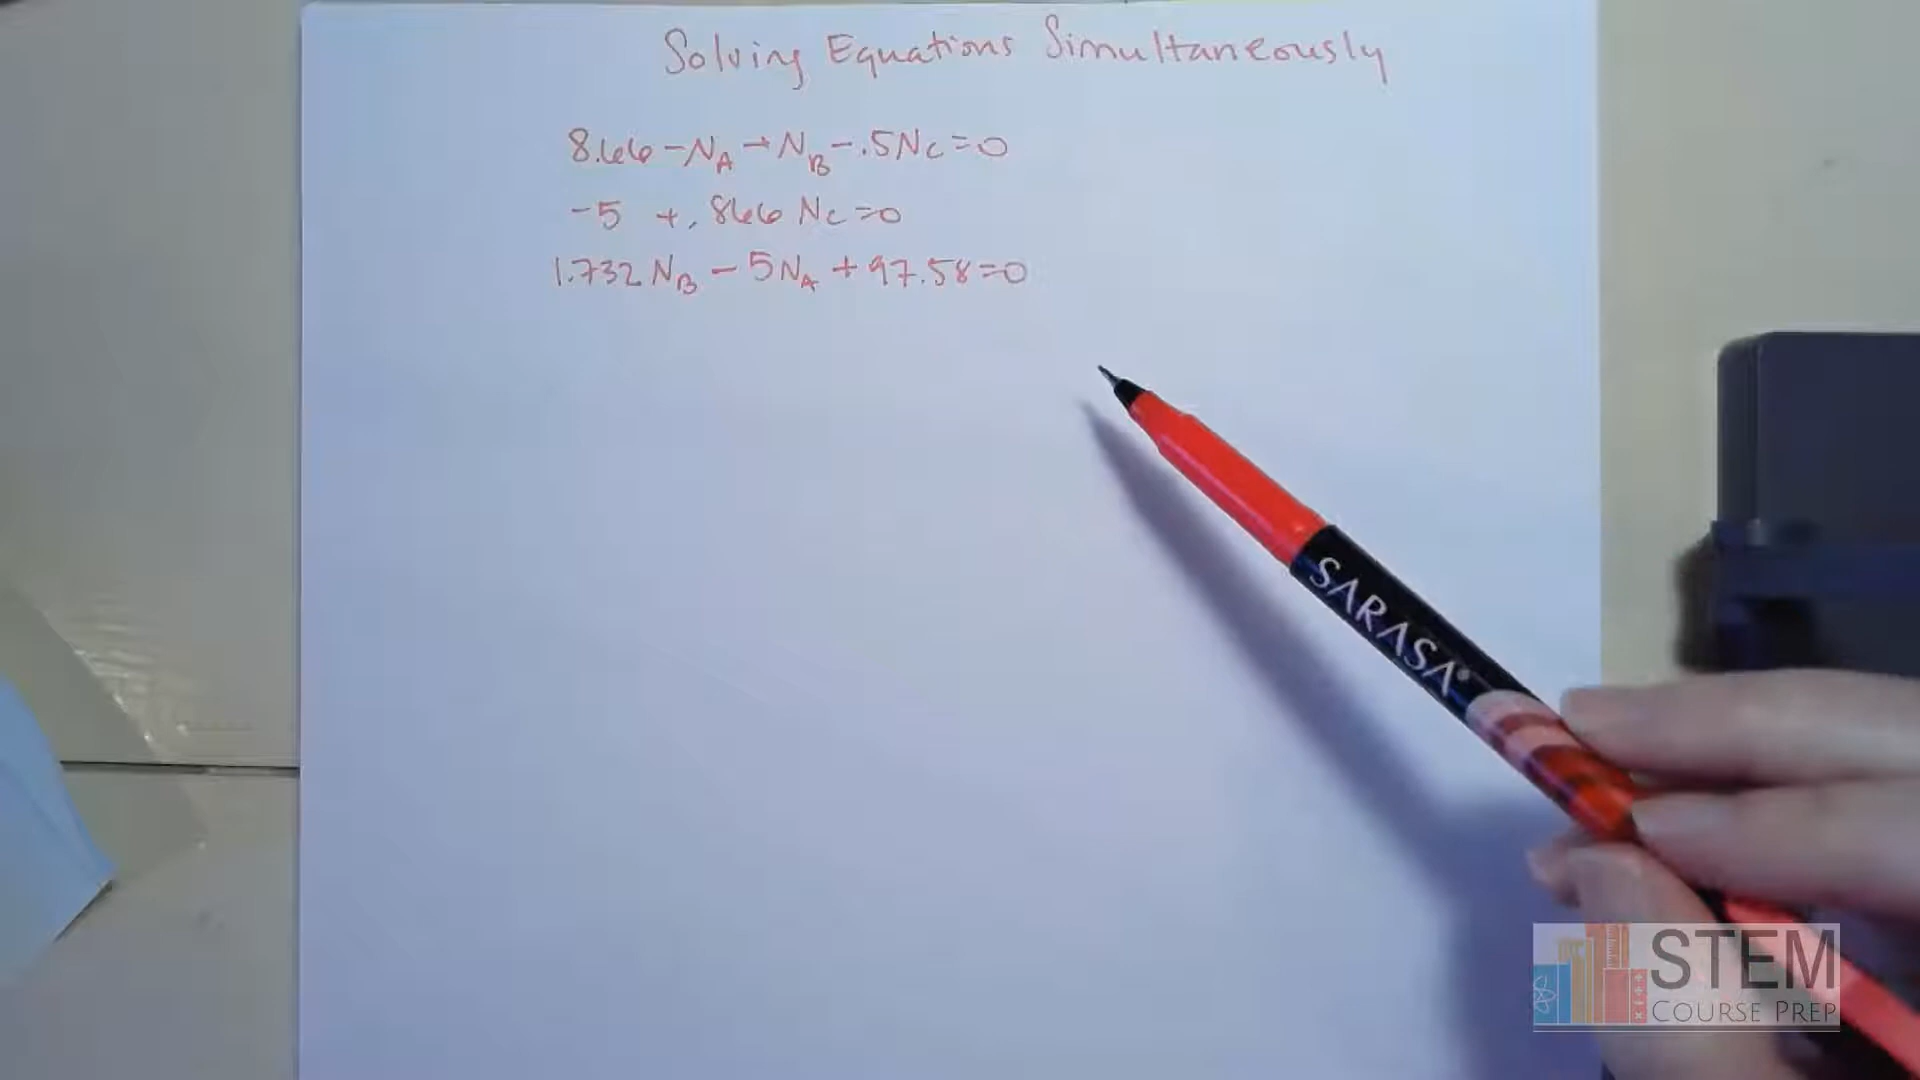 Solving Equations Simultaneously
8.66 - NA + NB - .5NC = 0
-5 + .866 NC = 0
1.732 NB - 5NA + 97.58 = 0
SARASA®
STEM
COURSE PREP